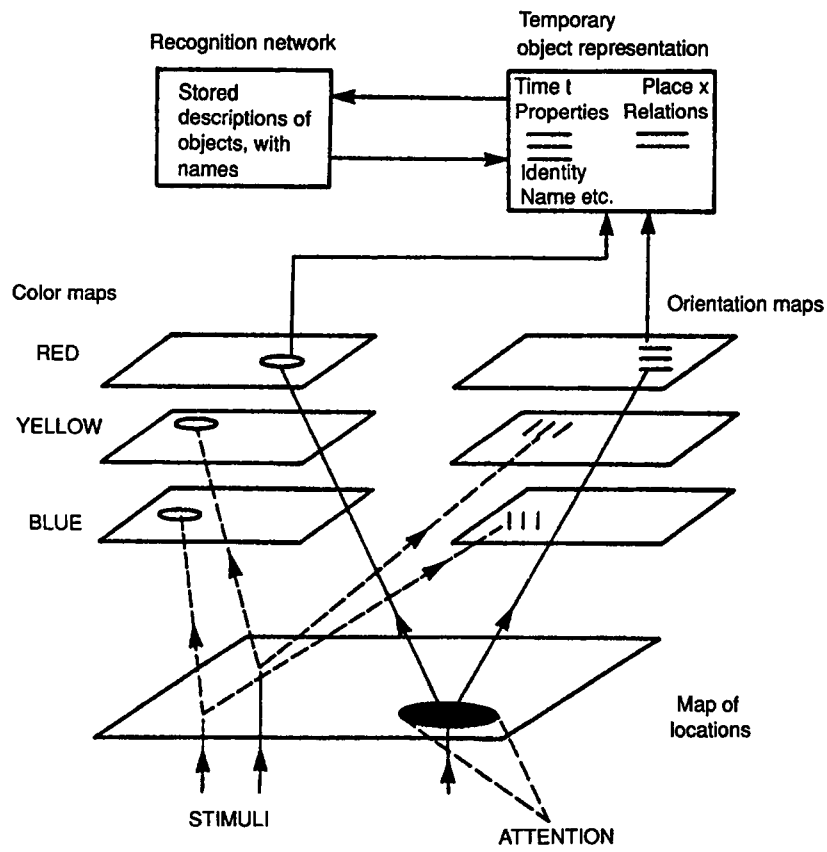 Temporary
object representation
Recognition network
Stored
descriptions of
objects, with
names
Time t Place x
Properties Relations
Identity
Name etc.
Color maps
Orientation maps
RED
YELLOW
BLUE
Map of
locations
STIMULI
ATTENTION